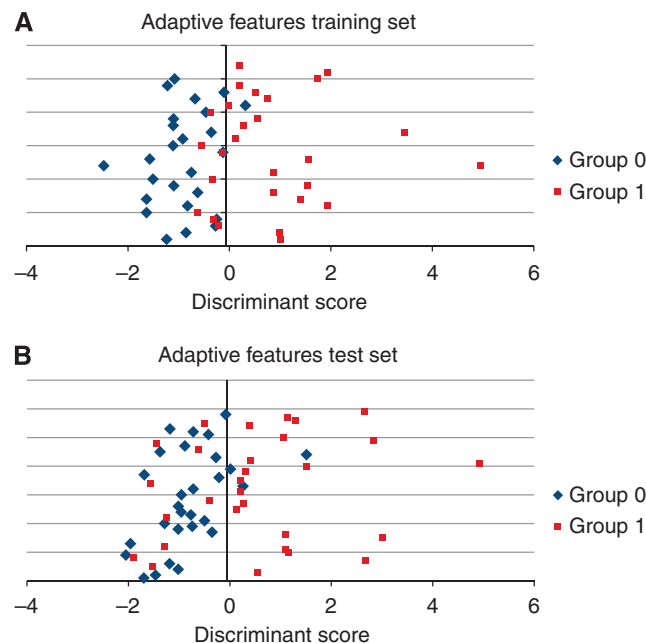 A
Adaptive features training set
Group 0
Group 1
−4 −2 0 2 4 6
Discriminant score
B
Adaptive features test set
Group 0
Group 1
−4 −2 0 2 4 6
Discriminant score